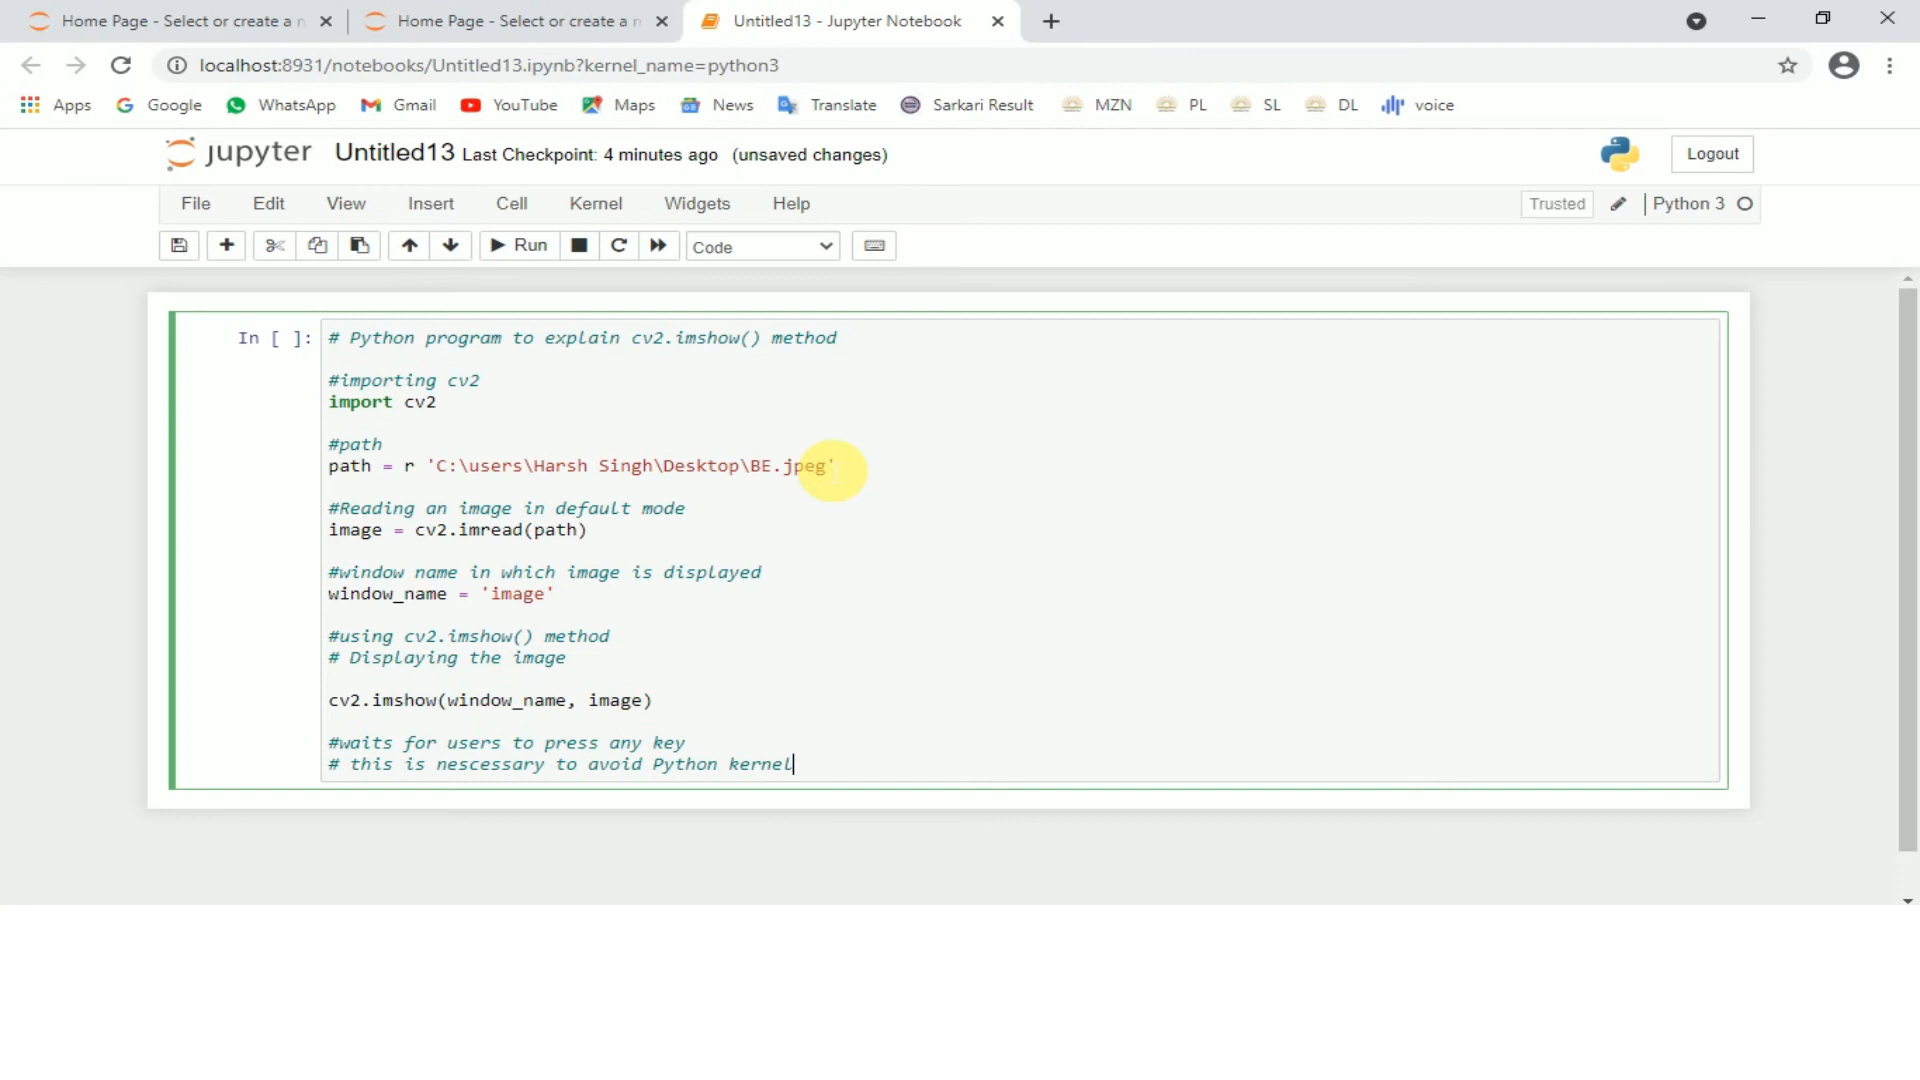 Home Page - Select or create a n
Home Page - Select or create a n
Untitled13 - Jupyter Notebook
localhost:8931/notebooks/Untitled13.ipynb?kernel_name=python3
Apps Google WhatsApp Gmail YouTube Maps News Translate Sarkari Result MZN PL SL DL voice
jupyter Untitled13 Last Checkpoint: 4 minutes ago (unsaved changes) Logout
File Edit View Insert Cell Kernel Widgets Help Trusted Python 3
Run Code
In [ ]: # Python program to explain cv2.imshow() method
#importing cv2
import cv2
#path
path = r 'C:\users\Harsh Singh\Desktop\BE.jpeg'
#Reading an image in default mode
image = cv2.imread(path)
#window name in which image is displayed
window_name = 'image'
#using cv2.imshow() method
# Displaying the image
cv2.imshow(window_name, image)
#waits for users to press any key
# this is nescessary to avoid Python kernel